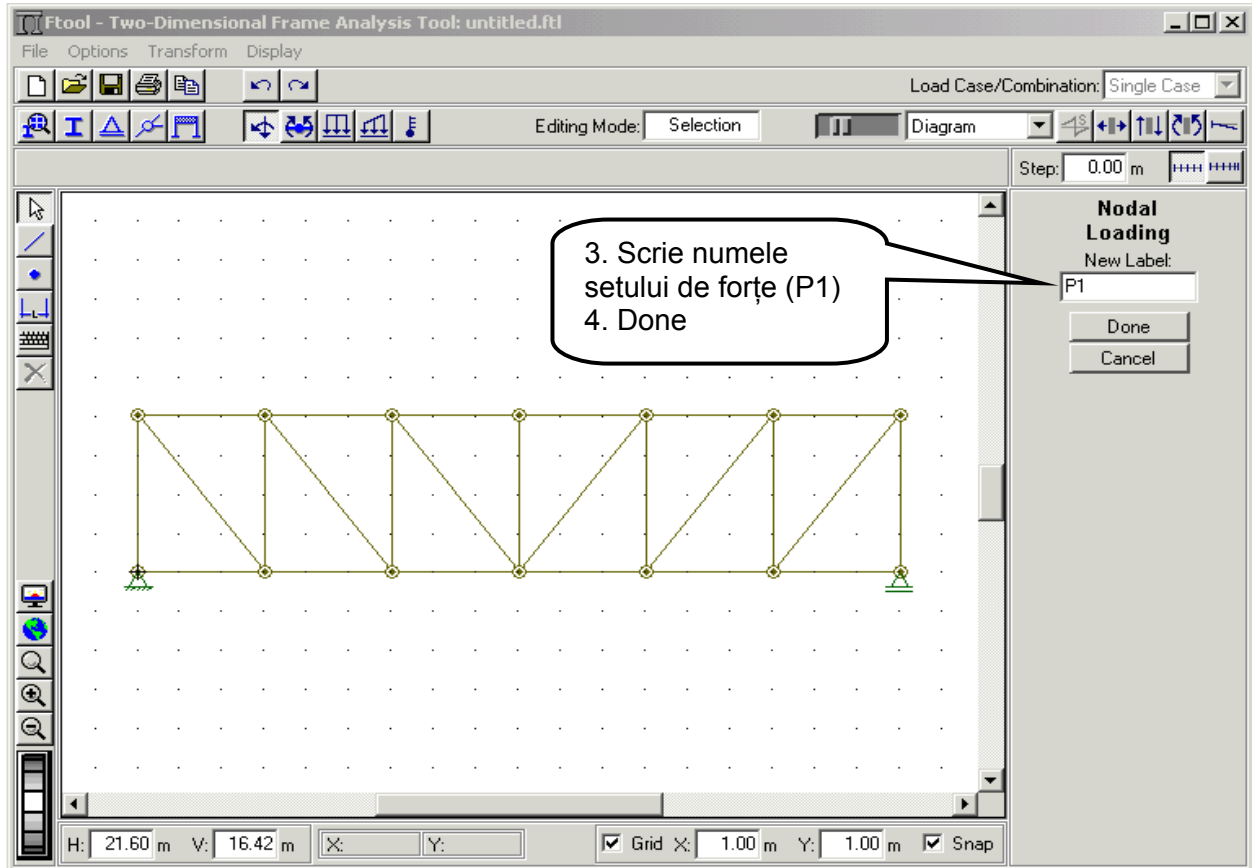 Ftool - Two-Dimensional Frame Analysis Tool: untitled.ftl
File Options Transform Display
Load Case/Combination: Single Case
Editing Mode: Selection Diagram
Step: 0.00 m
Nodal
Loading
New Label:
P1
Done
Cancel
3. Scrie numele
setului de forțe (P1)
4. Done
H: 21.60 m V: 16.42 m X: Y: Grid X: 1.00 m Y: 1.00 m Snap